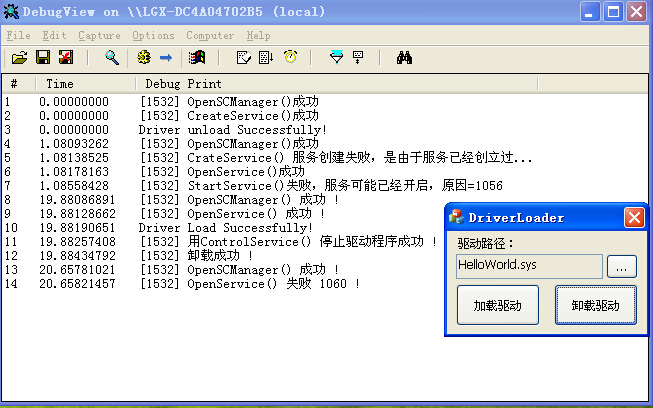 DebugView on \\LGX-DC4A04702B5 (local)
File Edit Capture Options Computer Help
# Time Debug Print
1 0.00000000 [1532] OpenSCManager()成功
2 0.00000000 [1532] CreateService()成功
3 0.00000000 Driver unload Successfully!
4 1.08093262 [1532] OpenSCManager()成功
5 1.08138525 [1532] CrateService() 服务创建失败，是由于服务已经创立过...
6 1.08178163 [1532] OpenService()成功
7 1.08558428 [1532] StartService()失败，服务可能已经开启，原因=1056
8 19.88086891 [1532] OpenSCManager() 成功 !
9 19.88128662 [1532] OpenService() 成功 !
10 19.88190651 Driver Load Successfully!
11 19.88257408 [1532] 用ControlService() 停止驱动程序成功 !
12 19.88434792 [1532] 卸载成功 !
13 20.65781021 [1532] OpenSCManager() 成功 !
14 20.65821457 [1532] OpenService() 失败 1060 !
DriverLoader
驱动路径：
HelloWorld.sys ...
加载驱动 卸载驱动